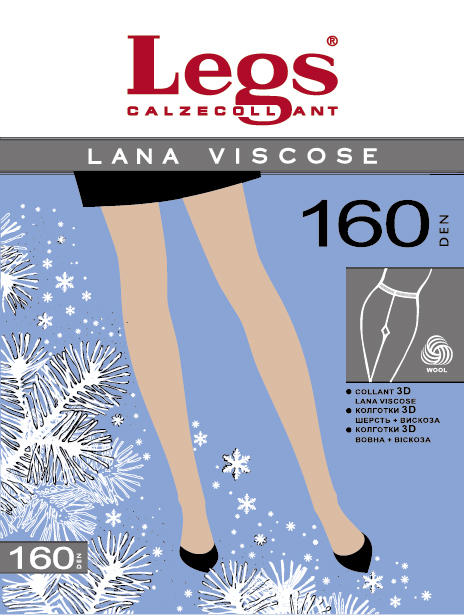 Legs®
CALZECOLLANT
LANA VISCOSE
160 DEN
WOOL
• COLLANT 3D
LANA VISCOSE
• КОЛГОТКИ 3D
ШЕРСТЬ + ВИСКОЗА
• КОЛГОТКИ 3D
ВОВНА + ВІСКОЗА
160 DEN